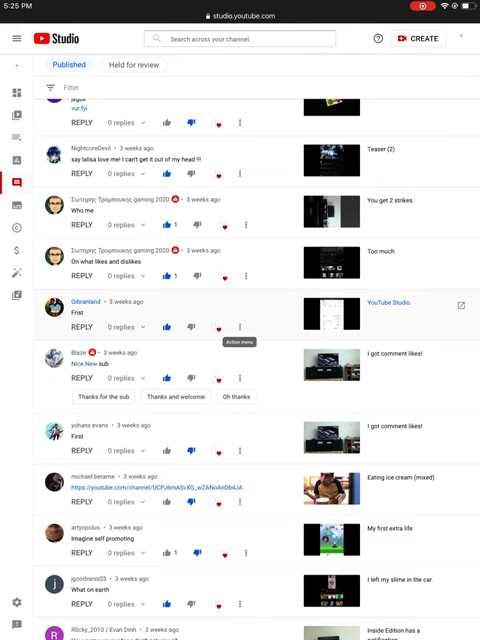 5:25 PM
studio.youtube.com
Studio
Search across your channel
CREATE
Published
Held for review
Filter
vur.fyi
REPLY 0 replies
NightcoreDevil • 3 weeks ago
say lalisa love me! I can't get it out of my head !!!
Teaser (2)
REPLY 0 replies
Σωτηρης Τρομπουκης gaming 2020 • 3 weeks ago
Who me
You get 2 strikes.
REPLY 0 replies 1
Σωτηρης Τρομπουκης gaming 2020 • 3 weeks ago
On what likes and dislikes
Too much
REPLY 0 replies 1
Gibranland • 3 weeks ago
Frist
YouTube Studio.
REPLY 0 replies
Action menu
Blaze • 3 weeks ago
Nice.New sub
I got comment likes!
REPLY 0 replies
Thanks for the sub
Thanks and welcome
Oh thanks
yohans evans • 3 weeks ago
First
I got comment likes!
REPLY 0 replies
michael berame • 3 weeks ago
https://youtube.com/channel/UCPJ6mASvXG_wZANoAnDb4JA
Eating ice cream (mixed)
REPLY 0 replies
artyopolus • 3 weeks ago
Imagine self promoting
My first extra life
REPLY 0 replies 1
jgoodness03 • 3 weeks ago
What on earth
I left my slime in the car.
REPLY 0 replies
R0cky_2010 / Evan Dinh • 3 weeks ago
Inside Edition has a